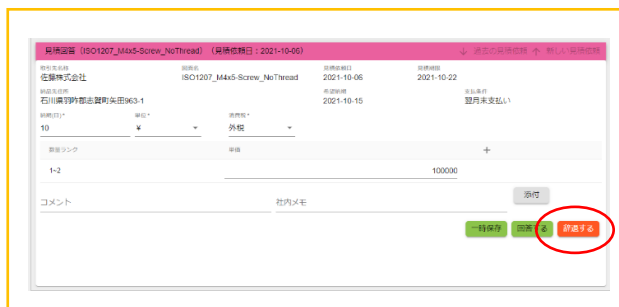 見積回答（ISO1207_M4x5-Screw_NoThread）（見積依頼日：2021-10-06） ↓ 過去の見積依頼 ↑ 新しい見積依頼
取引先名称 図面名 見積依頼日 見積期限
佐藤株式会社 ISO1207_M4x5-Screw_NoThread 2021-10-06 2021-10-22
納品先住所 希望納期 支払条件
石川県羽咋郡志賀町矢田963-1 2021-10-15 翌月末支払い
納期(日)* 単位* 消費税*
10 ¥ 外税
数量ランク 単価 +
1~2 100000
コメント 社内メモ 添付
一時保存 回答する 辞退する